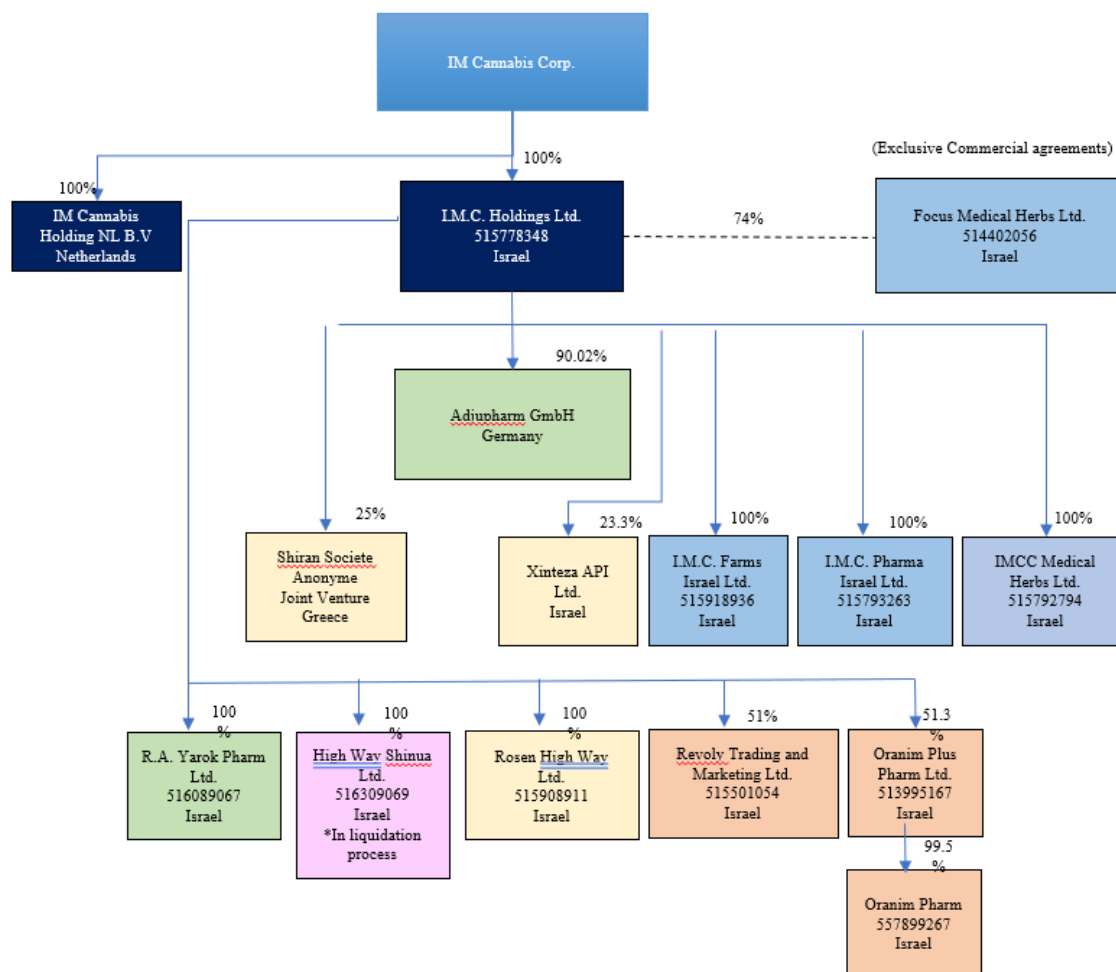 IM Cannabis Corp.
(Exclusive Commercial agreements)
100%
100%
IM Cannabis
Holding NL B.V
Netherlands
I.M.C. Holdings Ltd.
515778348
Israel
74%
Focus Medical Herbs Ltd.
514402056
Israel
90.02%
Adjupharm GmbH
Germany
25%
Shiran Societe
Anonyme
Joint Venture
Greece
23.3%
Xinteza API
Ltd.
Israel
100%
I.M.C. Farms
Israel Ltd.
515918936
Israel
100%
I.M.C. Pharma
Israel Ltd.
515793263
Israel
100%
IMCC Medical
Herbs Ltd.
515792794
Israel
100
%
R.A. Yarok Pharm
Ltd.
516089067
Israel
100
%
High Way Shinua
Ltd.
516309069
Israel
*In liquidation
process
100
%
Rosen High Way
Ltd.
515908911
Israel
51%
Revoly Trading and
Marketing Ltd.
515501054
Israel
51.3
%
Oranim Plus
Pharm Ltd.
513995167
Israel
99.5
%
Oranim Pharm
557899267
Israel